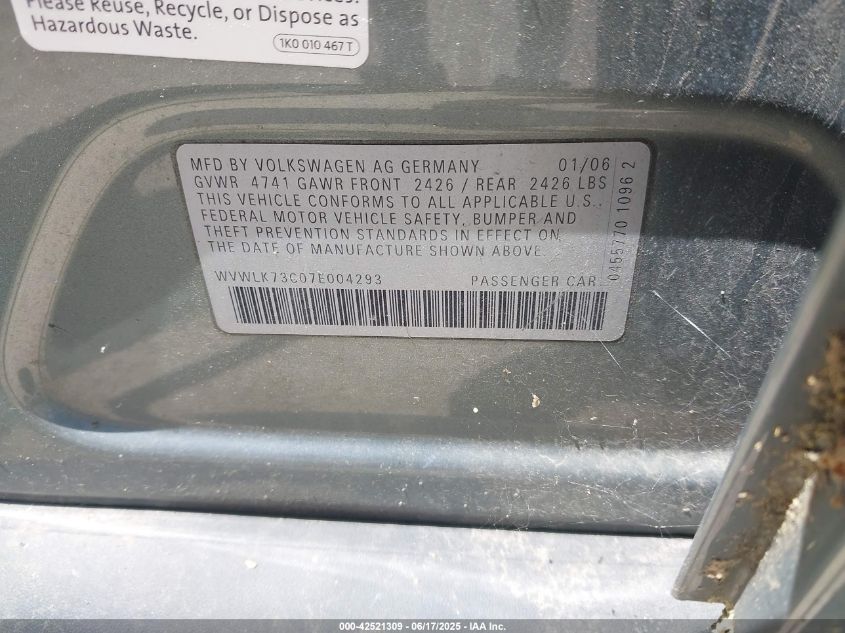 Please Reuse, Recycle, or Dispose as
Hazardous Waste.
1K0 010 467 T
MFD BY VOLKSWAGEN AG GERMANY 01/06
GVWR 4741 GAWR FRONT 2426 / REAR 2426 LBS
THIS VEHICLE CONFORMS TO ALL APPLICABLE U.S.,
FEDERAL MOTOR VEHICLE SAFETY, BUMPER AND
THEFT PREVENTION STANDARDS IN EFFECT ON
THE DATE OF MANUFACTURE SHOWN ABOVE.
WVWLK73C07E004293 PASSENGER CAR
0455770 1096 2
000-42521309 - 06/17/2025 - IAA Inc.